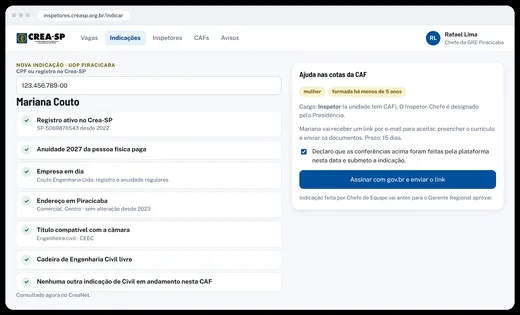 inspetores.creasp.org.br/indicar
CREA-SP
Vagas
Indicações
Inspetores
CAFs
Avisos
RL
Rafael Lima
Chefe da GRE Piracicaba
NOVA INDICAÇÃO · UOP PIRACICABA
CPF ou registro no Crea-SP
123.456.789-00
Mariana Couto
Registro ativo no Crea-SP
SP-5069876543 desde 2022
Anuidade 2027 da pessoa física paga
Empresa em dia
Couto Engenharia Ltda: registro e anuidade regulares
Endereço em Piracicaba
Comercial, Centro · sem alteração desde 2023
Título compatível com a câmara
Engenheira civil · CEEC
Cadeira de Engenharia Civil livre
Nenhuma outra indicação de Civil em andamento nesta CAF
Consultado agora no CreaNet.
Ajuda nas cotas da CAF
mulher
formada há menos de 5 anos
Cargo: Inspetor (a unidade tem CAF). O Inspetor-Chefe é designado
pela Presidência.
Mariana vai receber um link por e-mail para aceitar, preencher o currículo
e enviar os documentos. Prazo: 15 dias.
Declaro que as conferências acima foram feitas pela plataforma
nesta data e submeto a indicação.
Assinar com gov.br e enviar o link
Indicação feita por Chefe de Equipe vai antes para o Gerente Regional aprovar.